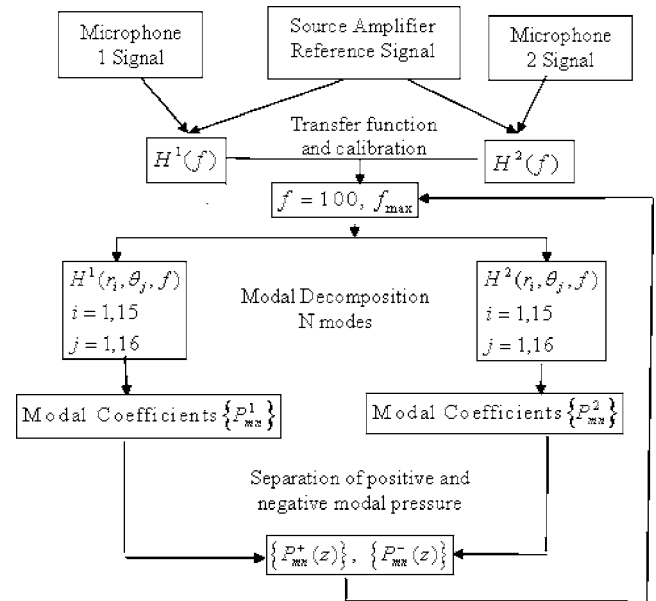 Microphone
1 Signal
Source Amplifier
Reference Signal
Microphone
2 Signal
Transfer function
and calibration
H¹(f)
H²(f)
f = 100, f_max
H¹(r_i, θ_j, f)
i = 1,15
j = 1,16
Modal Decomposition
N modes
H²(r_i, θ_j, f)
i = 1,15
j = 1,16
Modal Coefficients {P¹_mn}
Modal Coefficients {P²_mn}
Separation of positive and
negative modal pressure
{P⁺_mn(z)}, {P⁻_mn(z)}